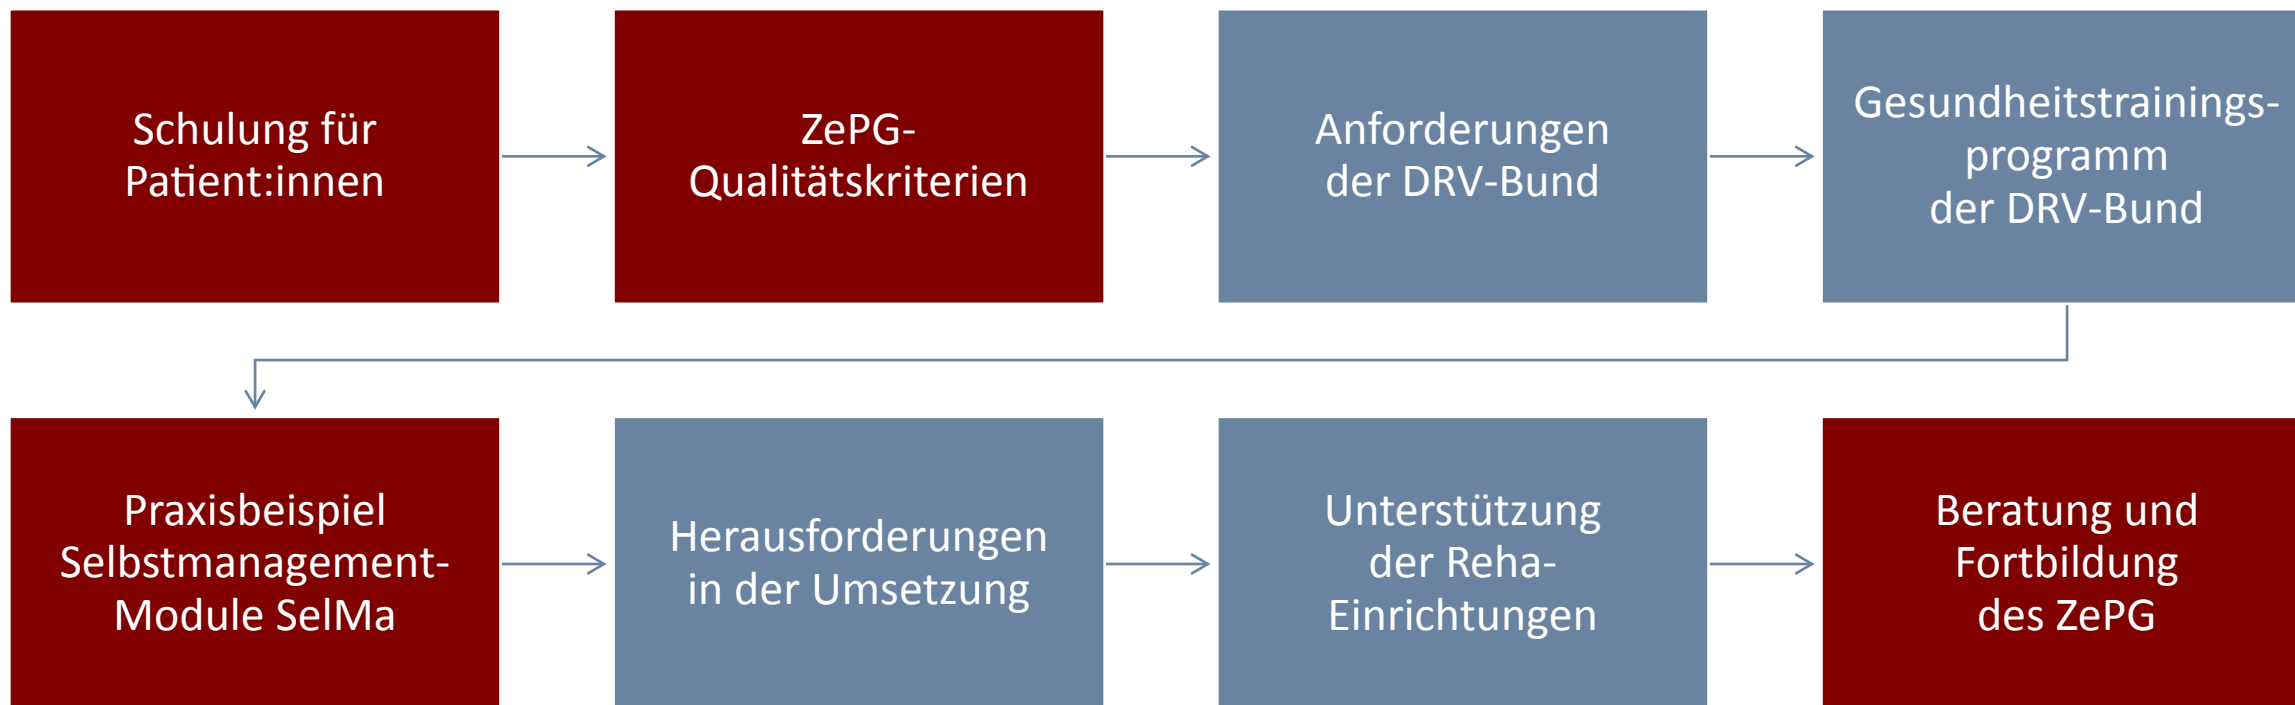 Schulung für
Patient:innen
ZePG-
Qualitätskriterien
Anforderungen
der DRV-Bund
Gesundheitstrainings-
programm
der DRV-Bund
Praxisbeispiel
Selbstmanagement-
Module SelMa
Herausforderungen
in der Umsetzung
Unterstützung
der Reha-
Einrichtungen
Beratung und
Fortbildung
des ZePG